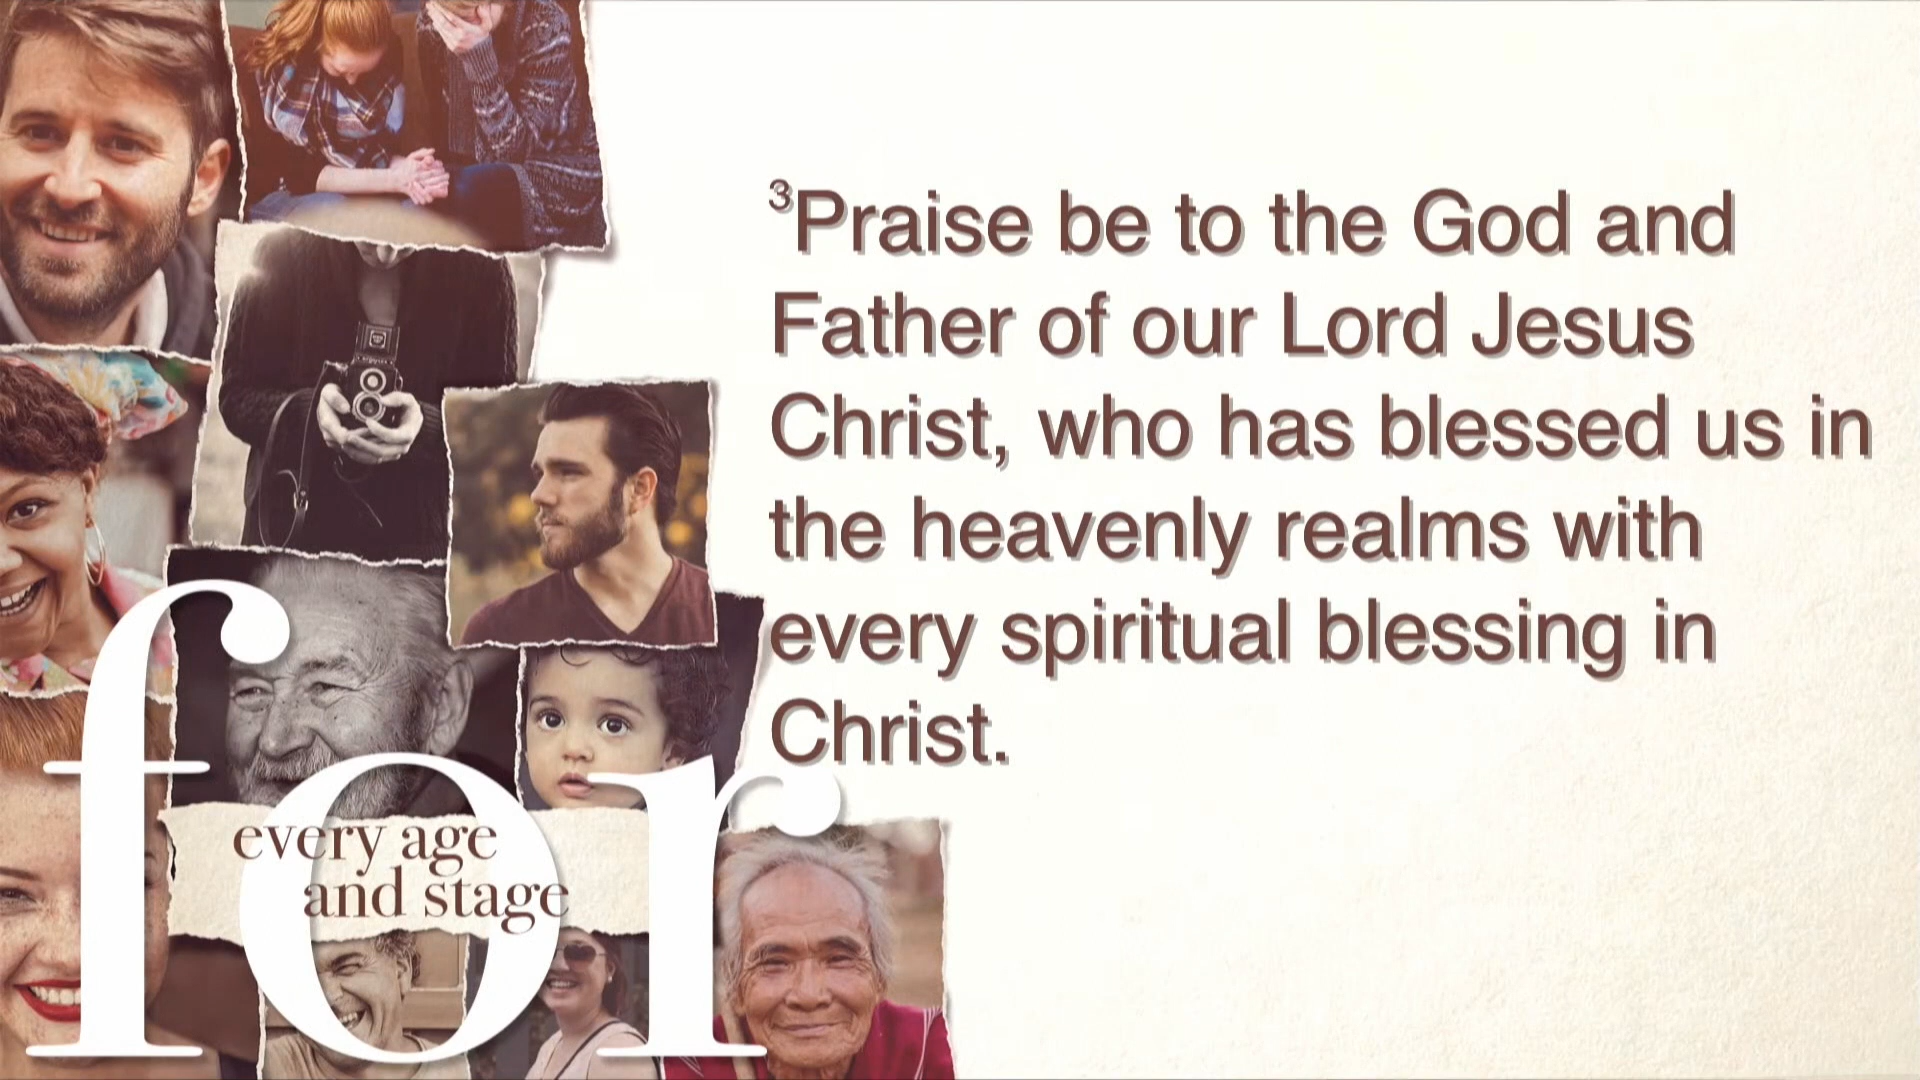 ³Praise be to the God and
Father of our Lord Jesus
Christ, who has blessed us in
the heavenly realms with
every spiritual blessing in
Christ.
for
every age
and stage